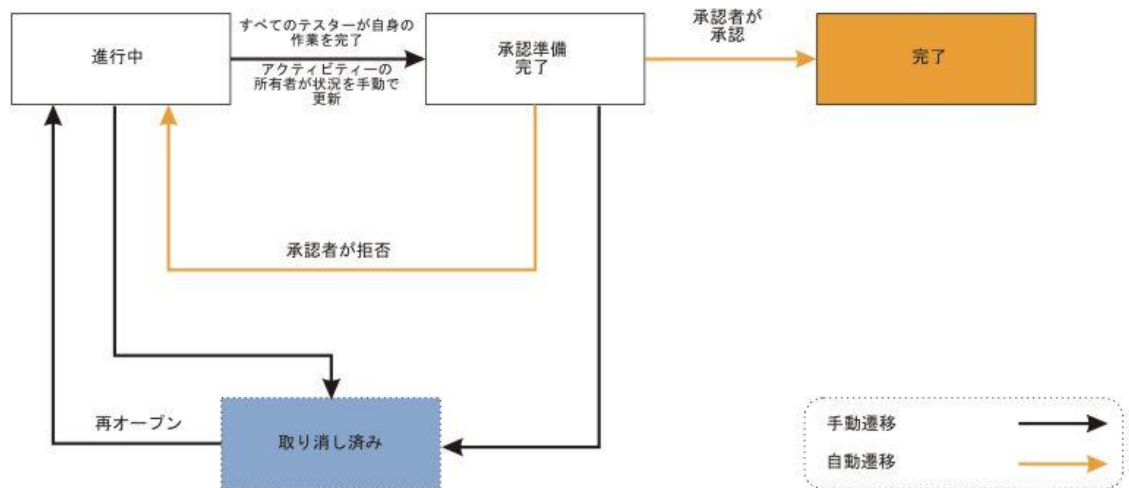 進行中
すべてのテスターが自身の
作業を完了
アクティビティーの
所有者が状況を手動で
更新
承認準備
完了
承認者が
承認
完了
承認者が拒否
再オープン
取り消し済み
手動遷移
自動遷移